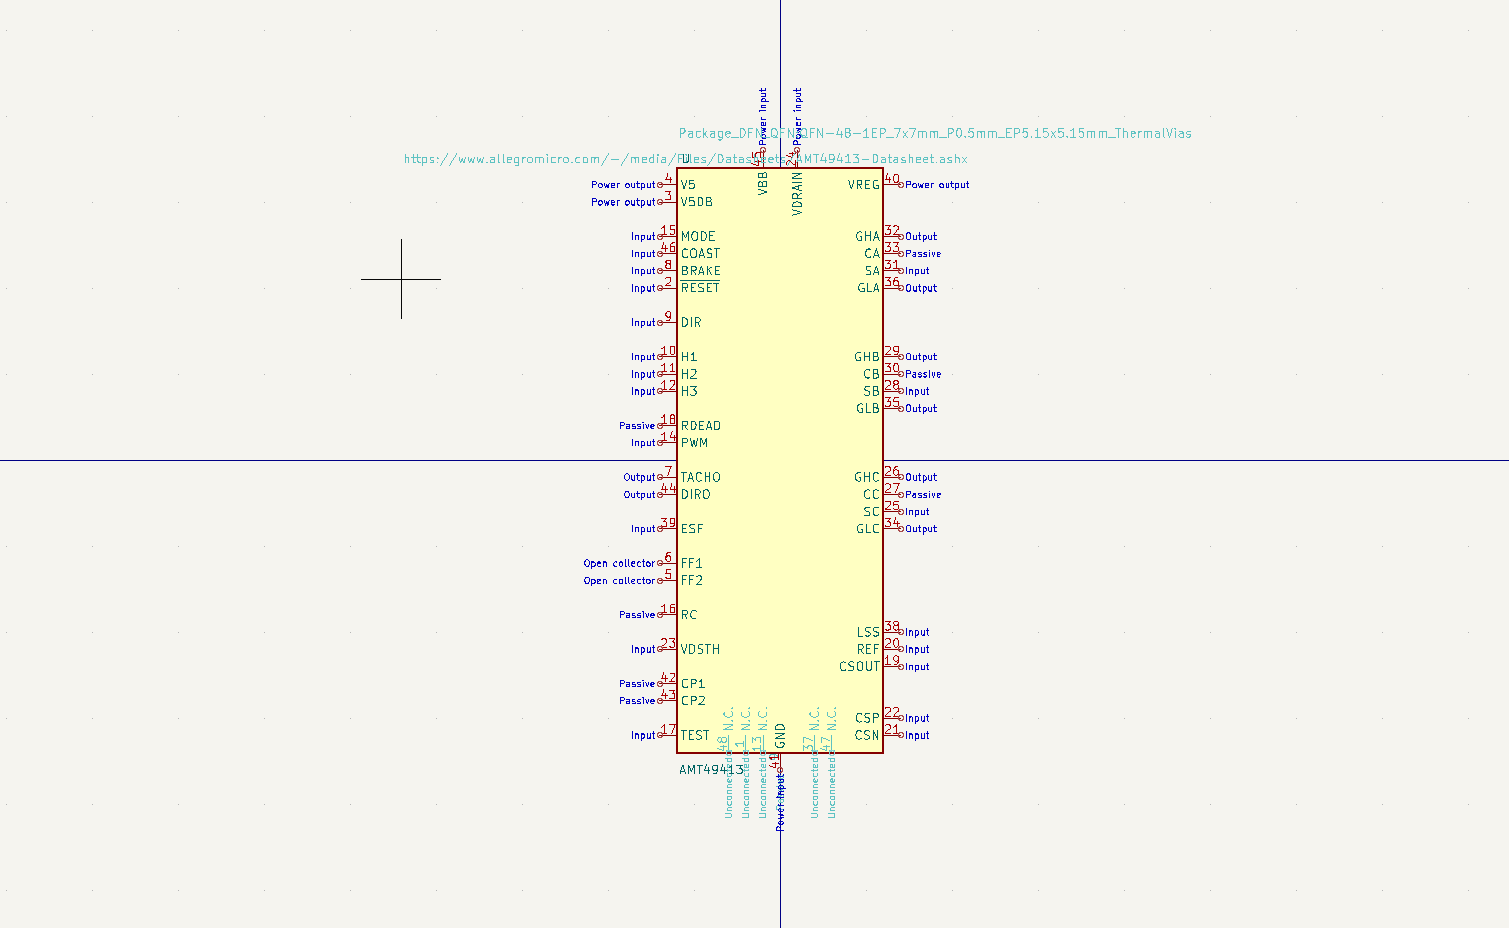 Power input
Power input
Package_DFN_QFN:QFN-48-1EP_7x7mm_P0.5mm_EP5.15x5.15mm_ThermalVias
https://www.allegromicro.com/-/media/Files/Datasheets/AMT49413-Datasheet.ashx
U
45 VBB
24 VDRAIN
Power output 4 V5
VREG 40 Power output
Power output 3 V5DB
Input 15 MODE
GHA 32 Output
Input 46 COAST
CA 33 Passive
Input 8 BRAKE
SA 31 Input
Input 2 RESET
GLA 36 Output
Input 9 DIR
Input 10 H1
GHB 29 Output
Input 11 H2
CB 30 Passive
Input 12 H3
SB 28 Input
GLB 35 Output
Passive 18 RDEAD
Input 14 PWM
Output 7 TACHO
GHC 26 Output
Output 44 DIRO
CC 27 Passive
SC 25 Input
Input 39 ESF
GLC 34 Output
Open collector 6 FF1
Open collector 5 FF2
Passive 16 RC
LSS 38 Input
Input 23 VDSTH
REF 20 Input
CSOUT 19 Input
Passive 42 CP1
Passive 43 CP2
CSP 22 Input
Input 17 TEST
CSN 21 Input
Unconnected 48 N.C.
Unconnected 1 N.C.
Unconnected 13 N.C.
Power input 41 GND
Unconnected 37 N.C.
Unconnected 47 N.C.
AMT49413